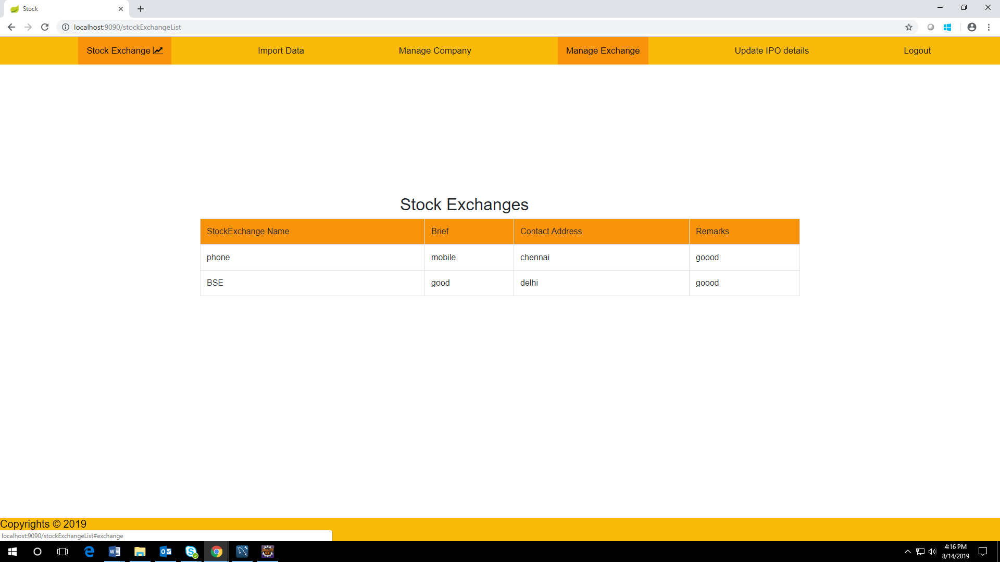 Stock
localhost:9090/stockExchangeList
Stock Exchange Import Data Manage Company Manage Exchange Update IPO details Logout
Stock Exchanges
StockExchange Name Brief Contact Address Remarks
phone mobile chennai goood
BSE good delhi goood
Copyrights © 2019
localhost:9090/stockExchangeList#exchange
4:16 PM
8/14/2019